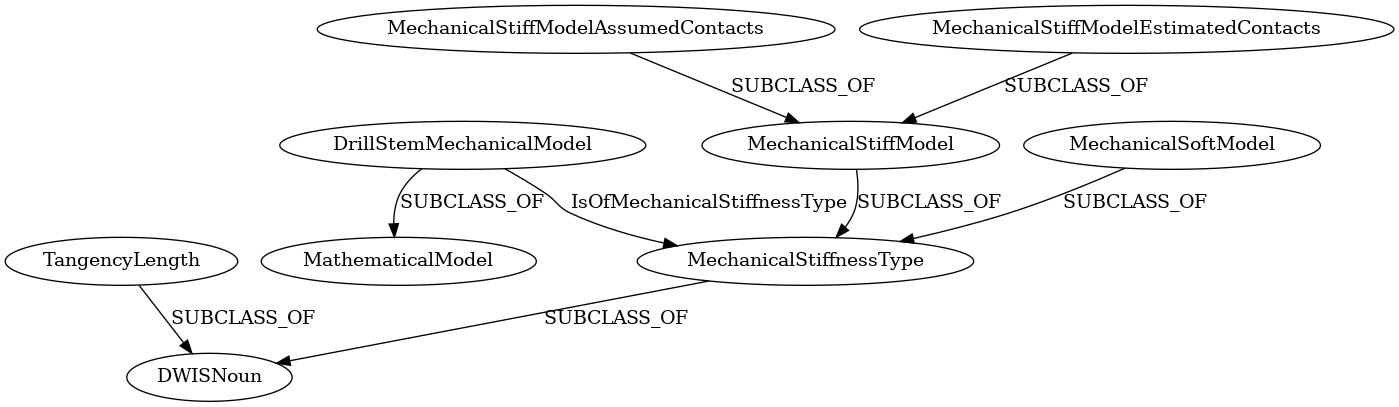 MechanicalStiffModelAssumedContacts
MechanicalStiffModelEstimatedContacts
SUBCLASS_OF
SUBCLASS_OF
DrillStemMechanicalModel
MechanicalStiffModel
MechanicalSoftModel
SUBCLASS_OF
IsOfMechanicalStiffnessType
SUBCLASS_OF
SUBCLASS_OF
TangencyLength
MathematicalModel
MechanicalStiffnessType
SUBCLASS_OF
SUBCLASS_OF
DWISNoun